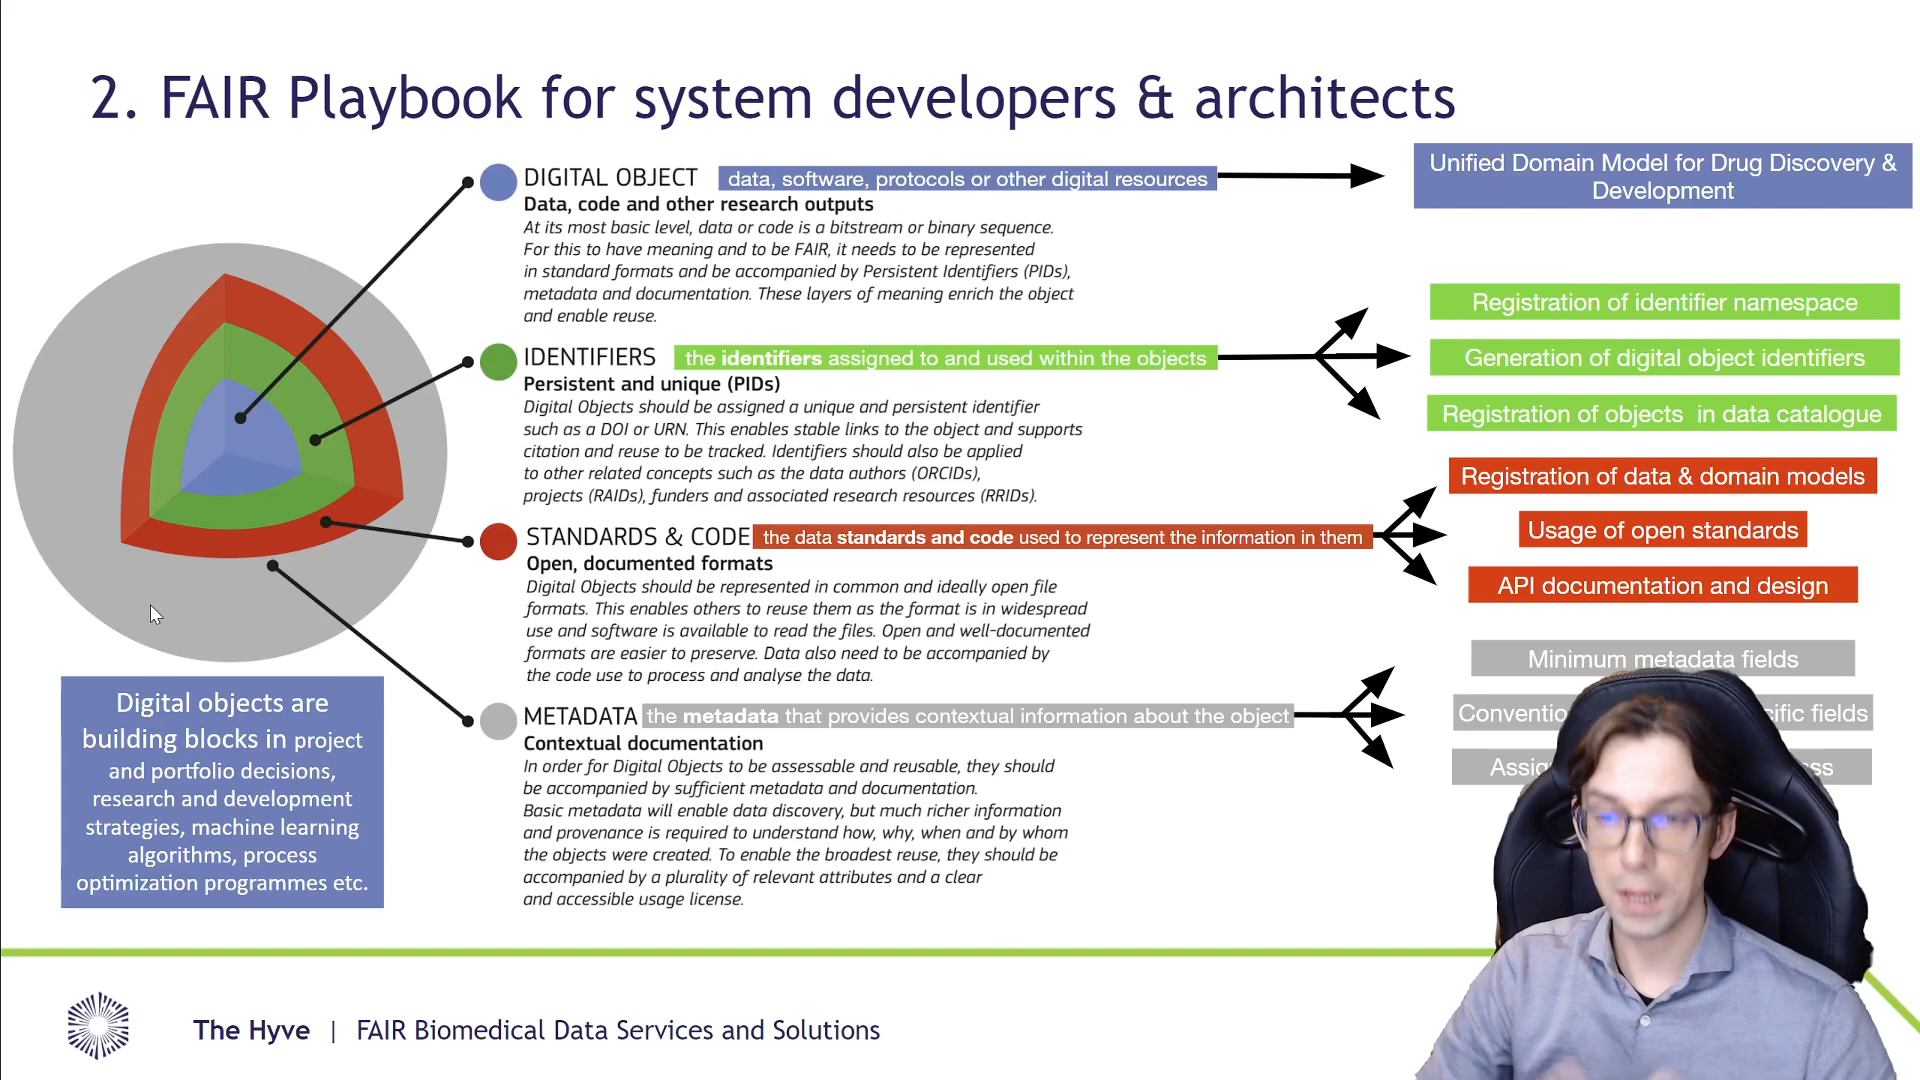 2. FAIR Playbook for system developers & architects
DIGITAL OBJECT
data, software, protocols or other digital resources
Unified Domain Model for Drug Discovery &
Development
Data, code and other research outputs
At its most basic level, data or code is a bitstream or binary sequence.
For this to have meaning and to be FAIR, it needs to be represented
in standard formats and be accompanied by Persistent Identifiers (PIDs),
metadata and documentation. These layers of meaning enrich the object
and enable reuse.
IDENTIFIERS
the identifiers assigned to and used within the objects
Registration of identifier namespace
Generation of digital object identifiers
Registration of objects in data catalogue
Persistent and unique (PIDs)
Digital Objects should be assigned a unique and persistent identifier
such as a DOI or URN. This enables stable links to the object and supports
citation and reuse to be tracked. Identifiers should also be applied
to other related concepts such as the data authors (ORCIDs),
projects (RAIDs), funders and associated research resources (RRIDs).
STANDARDS & CODE
the data standards and code used to represent the information in them
Registration of data & domain models
Usage of open standards
API documentation and design
Open, documented formats
Digital Objects should be represented in common and ideally open file
formats. This enables others to reuse them as the format is in widespread
use and software is available to read the files. Open and well-documented
formats are easier to preserve. Data also need to be accompanied by
the code use to process and analyse the data.
METADATA
the metadata that provides contextual information about the object
Minimum metadata fields
fields
Contextual documentation
In order for Digital Objects to be assessable and reusable, they should
be accompanied by sufficient metadata and documentation.
Basic metadata will enable data discovery, but much richer information
and provenance is required to understand how, why, when and by whom
the objects were created. To enable the broadest reuse, they should be
accompanied by a plurality of relevant attributes and a clear
and accessible usage license.
Digital objects are
building blocks in project
and portfolio decisions,
research and development
strategies, machine learning
algorithms, process
optimization programmes etc.
The Hyve | FAIR Biomedical Data Services and Solutions